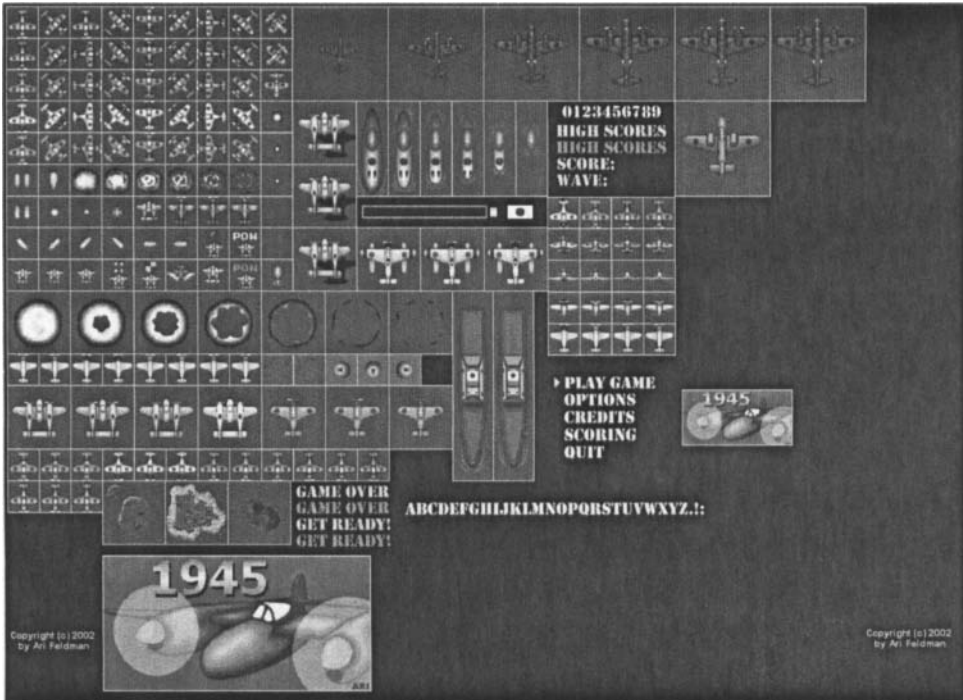 0123456789
HIGH SCORES
HIGH SCORES
SCORE:
WAVE:
POW
POW
PLAY GAME
OPTIONS
CREDITS
SCORING
QUIT
1945
ARI
GAME OVER
GAME OVER
GET READY!
GET READY!
ABCDEFGHIJKLMNOPQRSTUVWXYZ.!:
1945
ARI
Copyright (c) 2002
by Ari Feldman
Copyright (c) 2002
by Ari Feldman